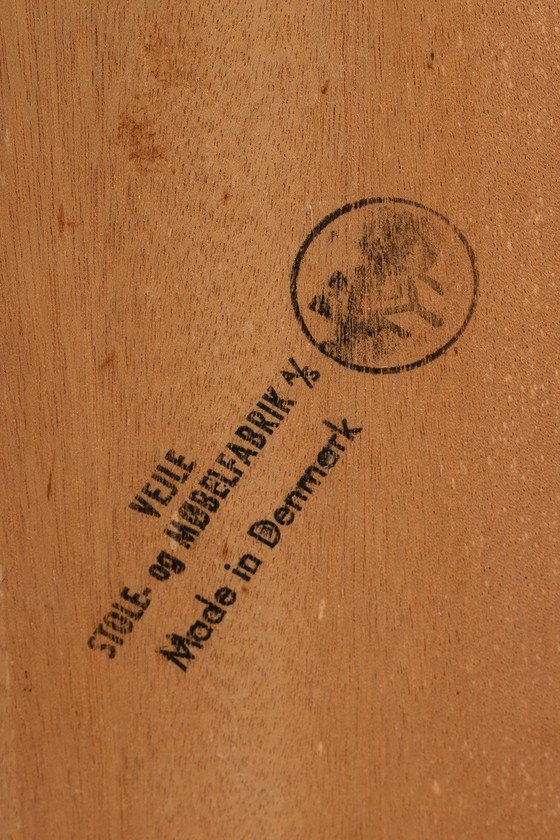 VEJLE
STOLE- og MØBELFABRIK A/S
Made in Denmark